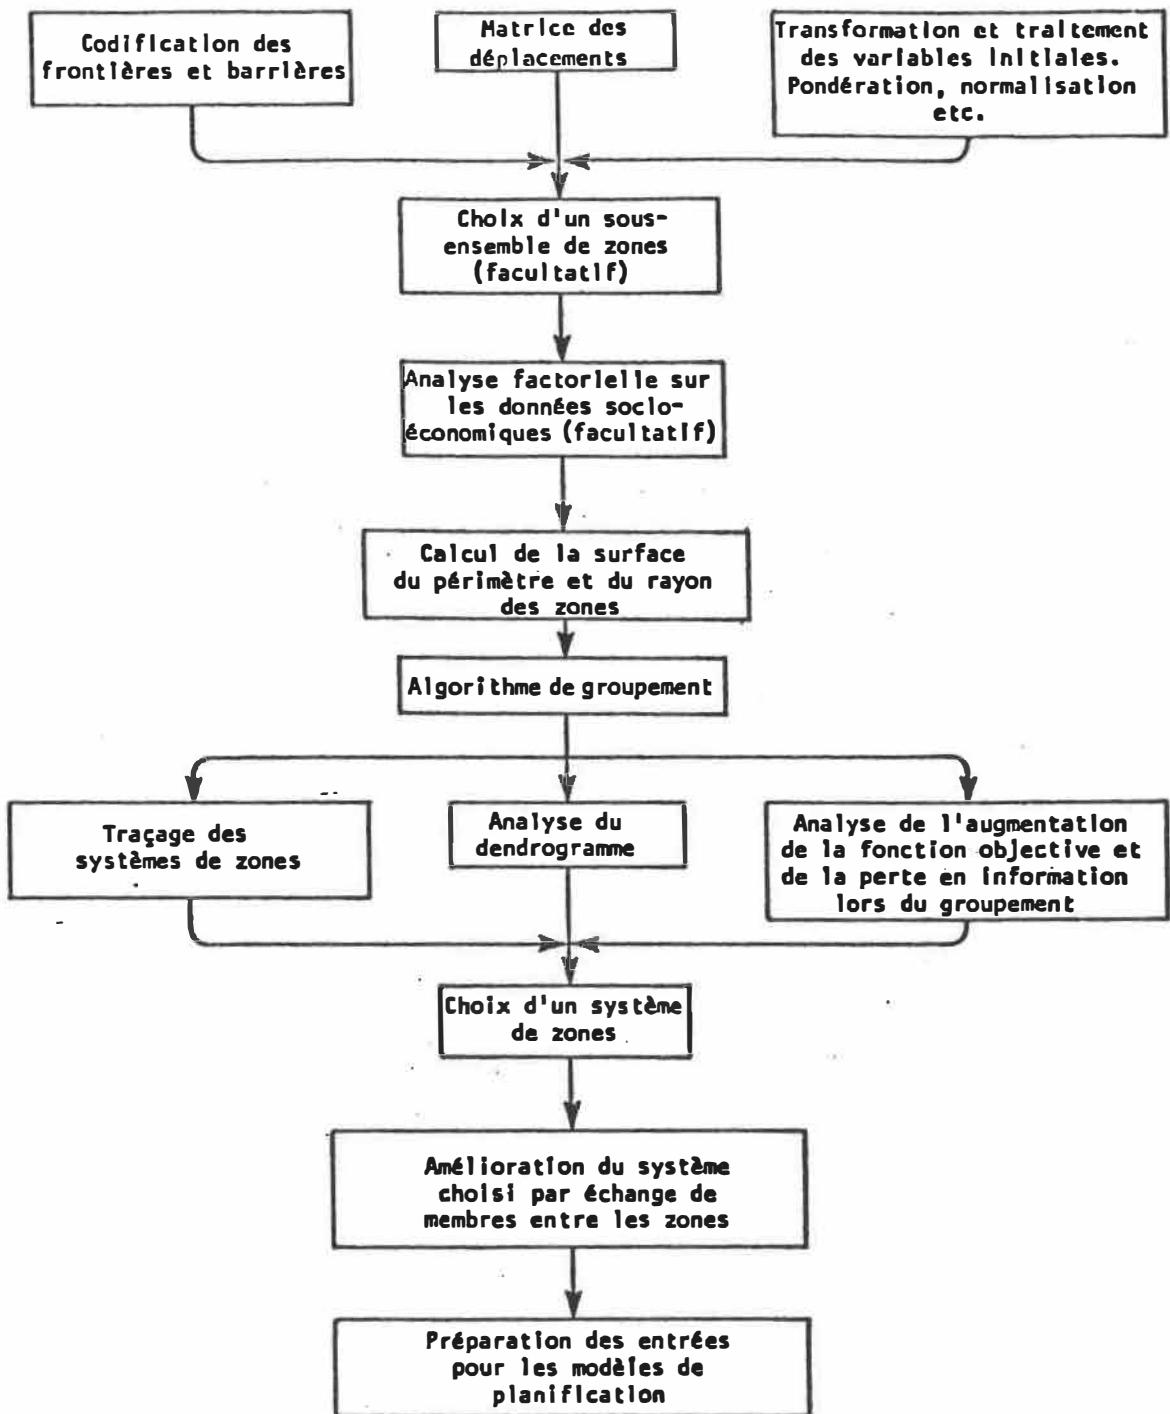 Codification des
frontières et barrières
Matrice des
déplacements
Transformation et traitement
des variables initiales.
Pondération, normalisation
etc.
Choix d'un sous-
ensemble de zones
(facultatif)
Analyse factorielle sur
les données socio-
économiques (facultatif)
Calcul de la surface
du périmètre et du rayon
des zones
Algorithme de groupement
Traçage des
systèmes de zones
Analyse du
dendrogramme
Analyse de l'augmentation
de la fonction objective et
de la perte en information
lors du groupement
Choix d'un système
de zones
Amélioration du système
choisi par échange de
membres entre les zones
Préparation des entrées
pour les modèles de
planification